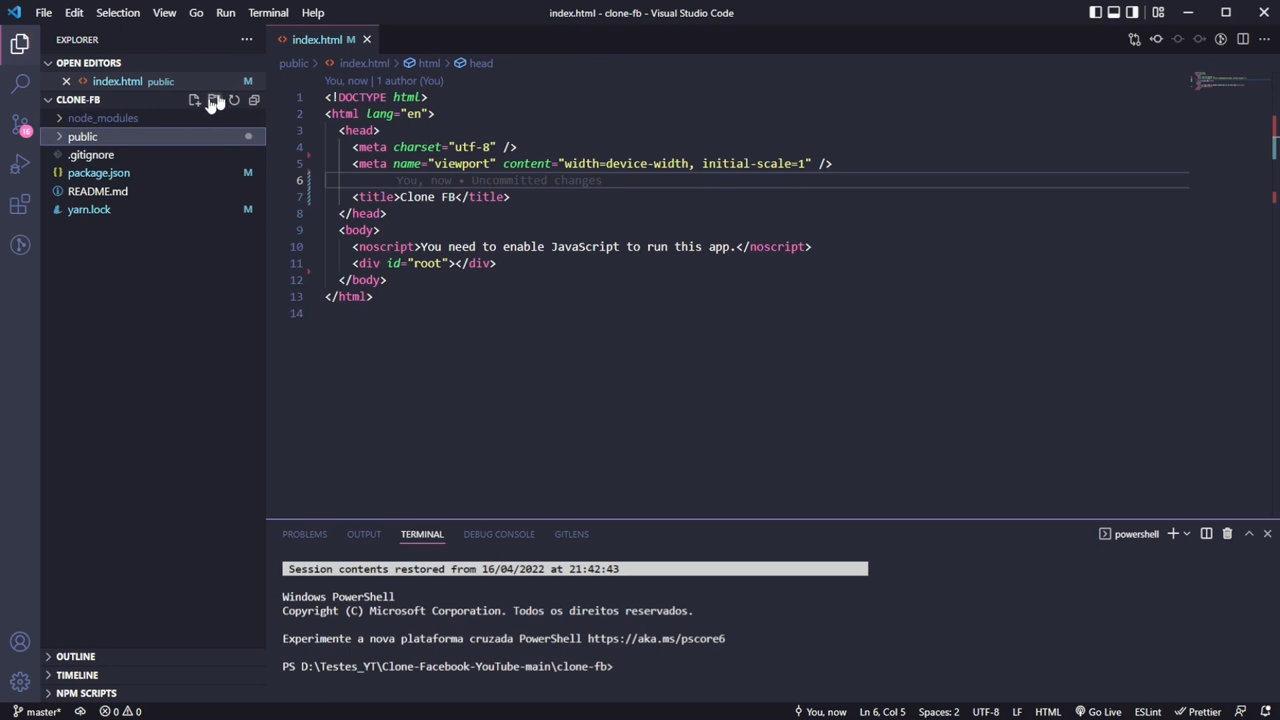 File Edit Selection View Go Run Terminal Help
index.html - clone-fb - Visual Studio Code
EXPLORER
OPEN EDITORS
index.html public M
CLONE-FB
node_modules
public
.gitignore
package.json M
README.md
yarn.lock M
OUTLINE
TIMELINE
NPM SCRIPTS
16
index.html M
public > index.html > html > head
You, now | 1 author (You)
1 <!DOCTYPE html>
2 <html lang="en">
3 <head>
4 <meta charset="utf-8" />
5 <meta name="viewport" content="width=device-width, initial-scale=1" />
6 You, now • Uncommitted changes
7 <title>Clone FB</title>
8 </head>
9 <body>
10 <noscript>You need to enable JavaScript to run this app.</noscript>
11 <div id="root"></div>
12 </body>
13 </html>
14
PROBLEMS OUTPUT TERMINAL DEBUG CONSOLE GITLENS
powershell
Session contents restored from 16/04/2022 at 21:42:43
Windows PowerShell
Copyright (C) Microsoft Corporation. Todos os direitos reservados.
Experimente a nova plataforma cruzada PowerShell https://aka.ms/pscore6
PS D:\Testes_YT\Clone-Facebook-YouTube-main\clone-fb>
master* 0 0 You, now Ln 6, Col 5 Spaces: 2 UTF-8 LF HTML Go Live ESLint Prettier